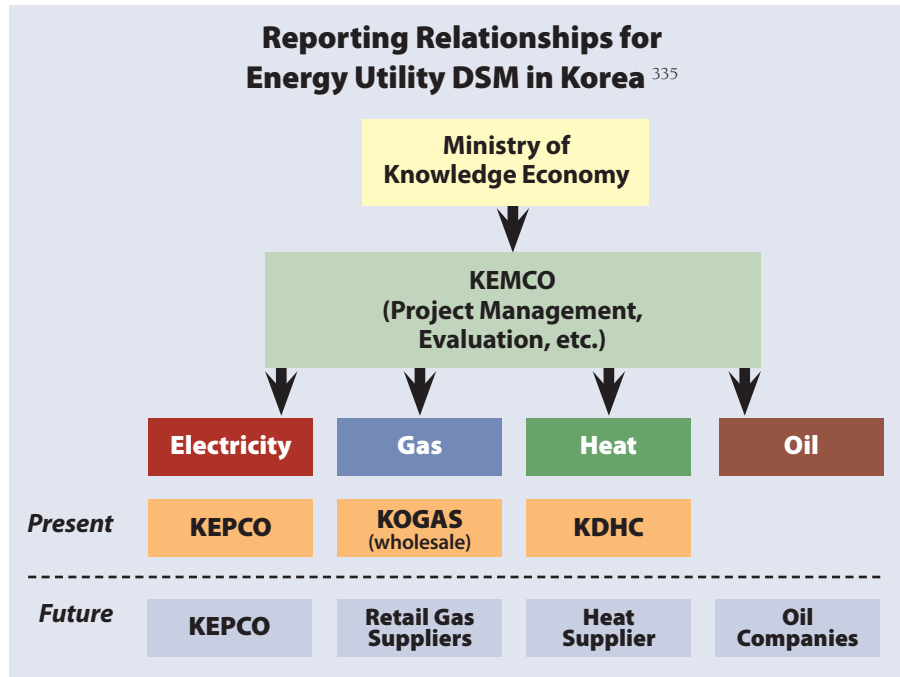 Reporting Relationships for
Energy Utility DSM in Korea 335
Ministry of
Knowledge Economy
KEMCO
(Project Management,
Evaluation, etc.)
Electricity
Gas
Heat
Oil
Present
KEPCO
KOGAS
(wholesale)
KDHC
Future
KEPCO
Retail Gas
Suppliers
Heat
Supplier
Oil
Companies